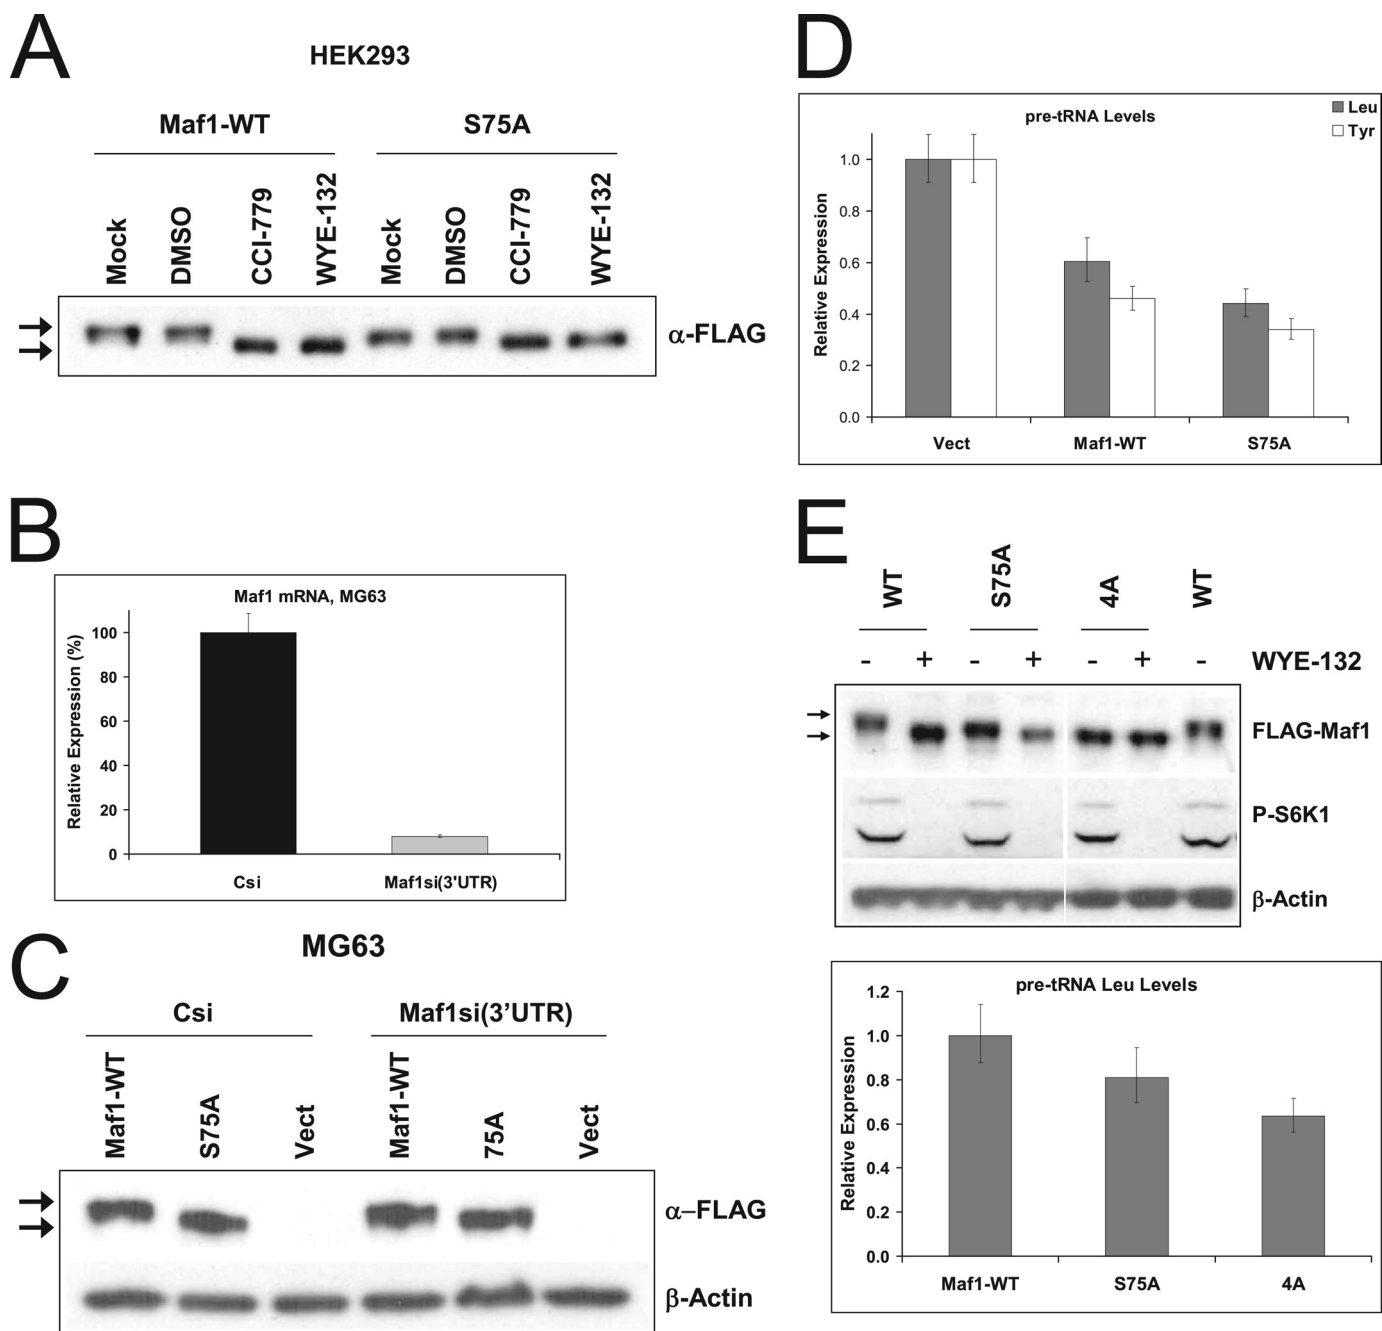 A
HEK293
Maf1-WT
S75A
Mock
DMSO
CCI-779
WYE-132
Mock
DMSO
CCI-779
WYE-132
α-FLAG
B
Maf1 mRNA, MG63
Relative Expression (%)
100
80
60
40
20
0
Csi
Maf1si(3'UTR)
C
MG63
Csi
Maf1si(3’UTR)
Maf1-WT
S75A
Vect
Maf1-WT
75A
Vect
α–FLAG
β-Actin
D
pre-tRNA Levels
Leu
Tyr
Relative Expression
1.0
0.8
0.6
0.4
0.2
0.0
Vect
Maf1-WT
S75A
E
WT
S75A
4A
WT
- + - + - + -
WYE-132
FLAG-Maf1
P-S6K1
β-Actin
pre-tRNA Leu Levels
Relative Expression
1.2
1.0
0.8
0.6
0.4
0.2
0.0
Maf1-WT
S75A
4A